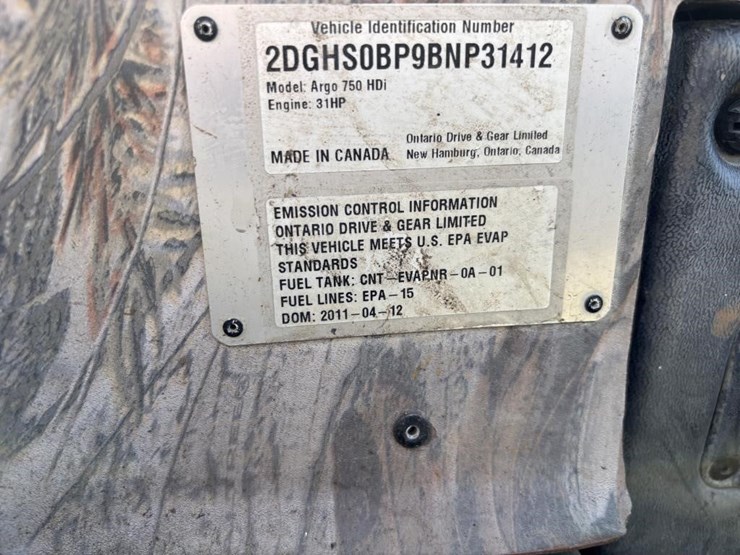 Vehicle Identification Number
2DGHS0BP9BNP31412
Model: Argo 750 HDi
Engine: 31HP
Ontario Drive & Gear Limited
MADE IN CANADA New Hamburg, Ontario, Canada
EMISSION CONTROL INFORMATION
ONTARIO DRIVE & GEAR LIMITED
THIS VEHICLE MEETS U.S. EPA EVAP
STANDARDS
FUEL TANK: CNT-EVAP.NR-0A-01
FUEL LINES: EPA-15
DOM: 2011-04-12